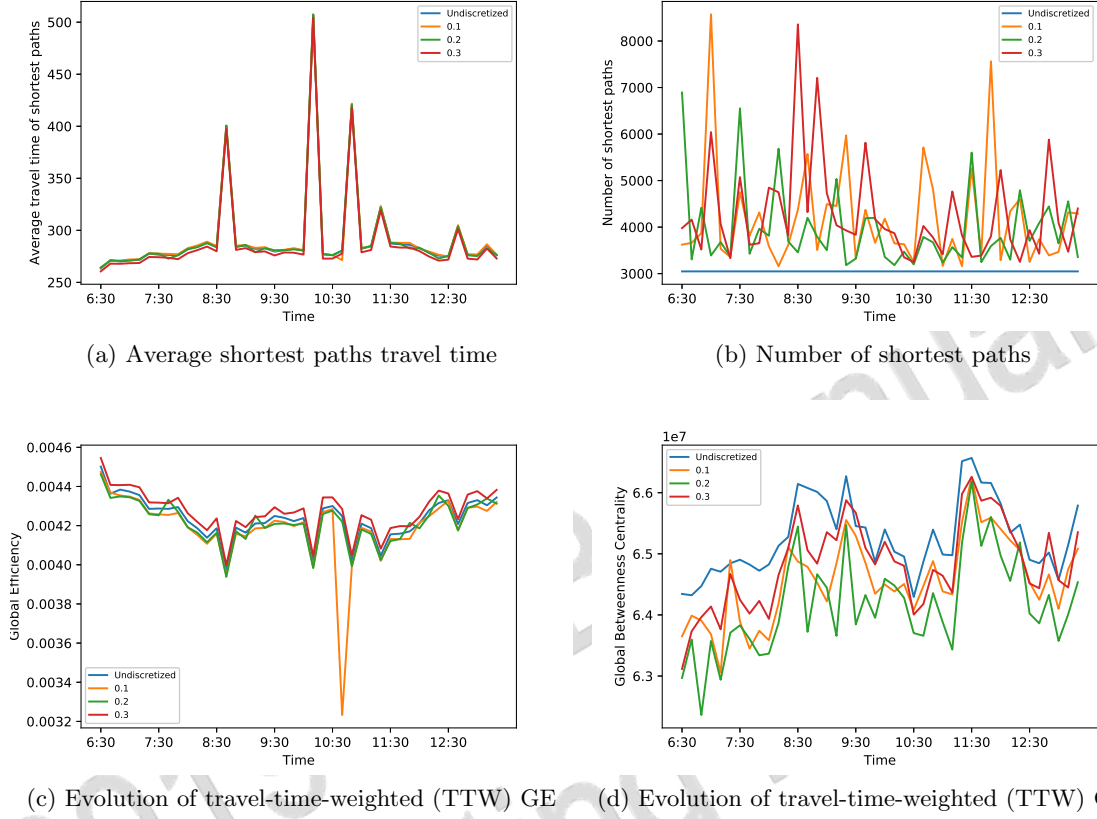 500
450
400
350
300
250
Average travel time of shortest paths
Undiscretized
0.1
0.2
0.3
6:30 7:30 8:30 9:30 10:30 11:30 12:30
Time
(a) Average shortest paths travel time
8000
7000
6000
5000
4000
3000
Number of shortest paths
Undiscretized
0.1
0.2
0.3
6:30 7:30 8:30 9:30 10:30 11:30 12:30
Time
(b) Number of shortest paths
0.0046
0.0044
0.0042
0.0040
0.0038
0.0036
0.0034
0.0032
Global Efficiency
Undiscretized
0.1
0.2
0.3
6:30 7:30 8:30 9:30 10:30 11:30 12:30
Time
(c) Evolution of travel-time-weighted (TTW) GE
1e7
6.6
6.5
6.4
6.3
Global Betweenness Centrality
Undiscretized
0.1
0.2
0.3
6:30 7:30 8:30 9:30 10:30 11:30 12:30
Time
(d) Evolution of travel-time-weighted (TTW)